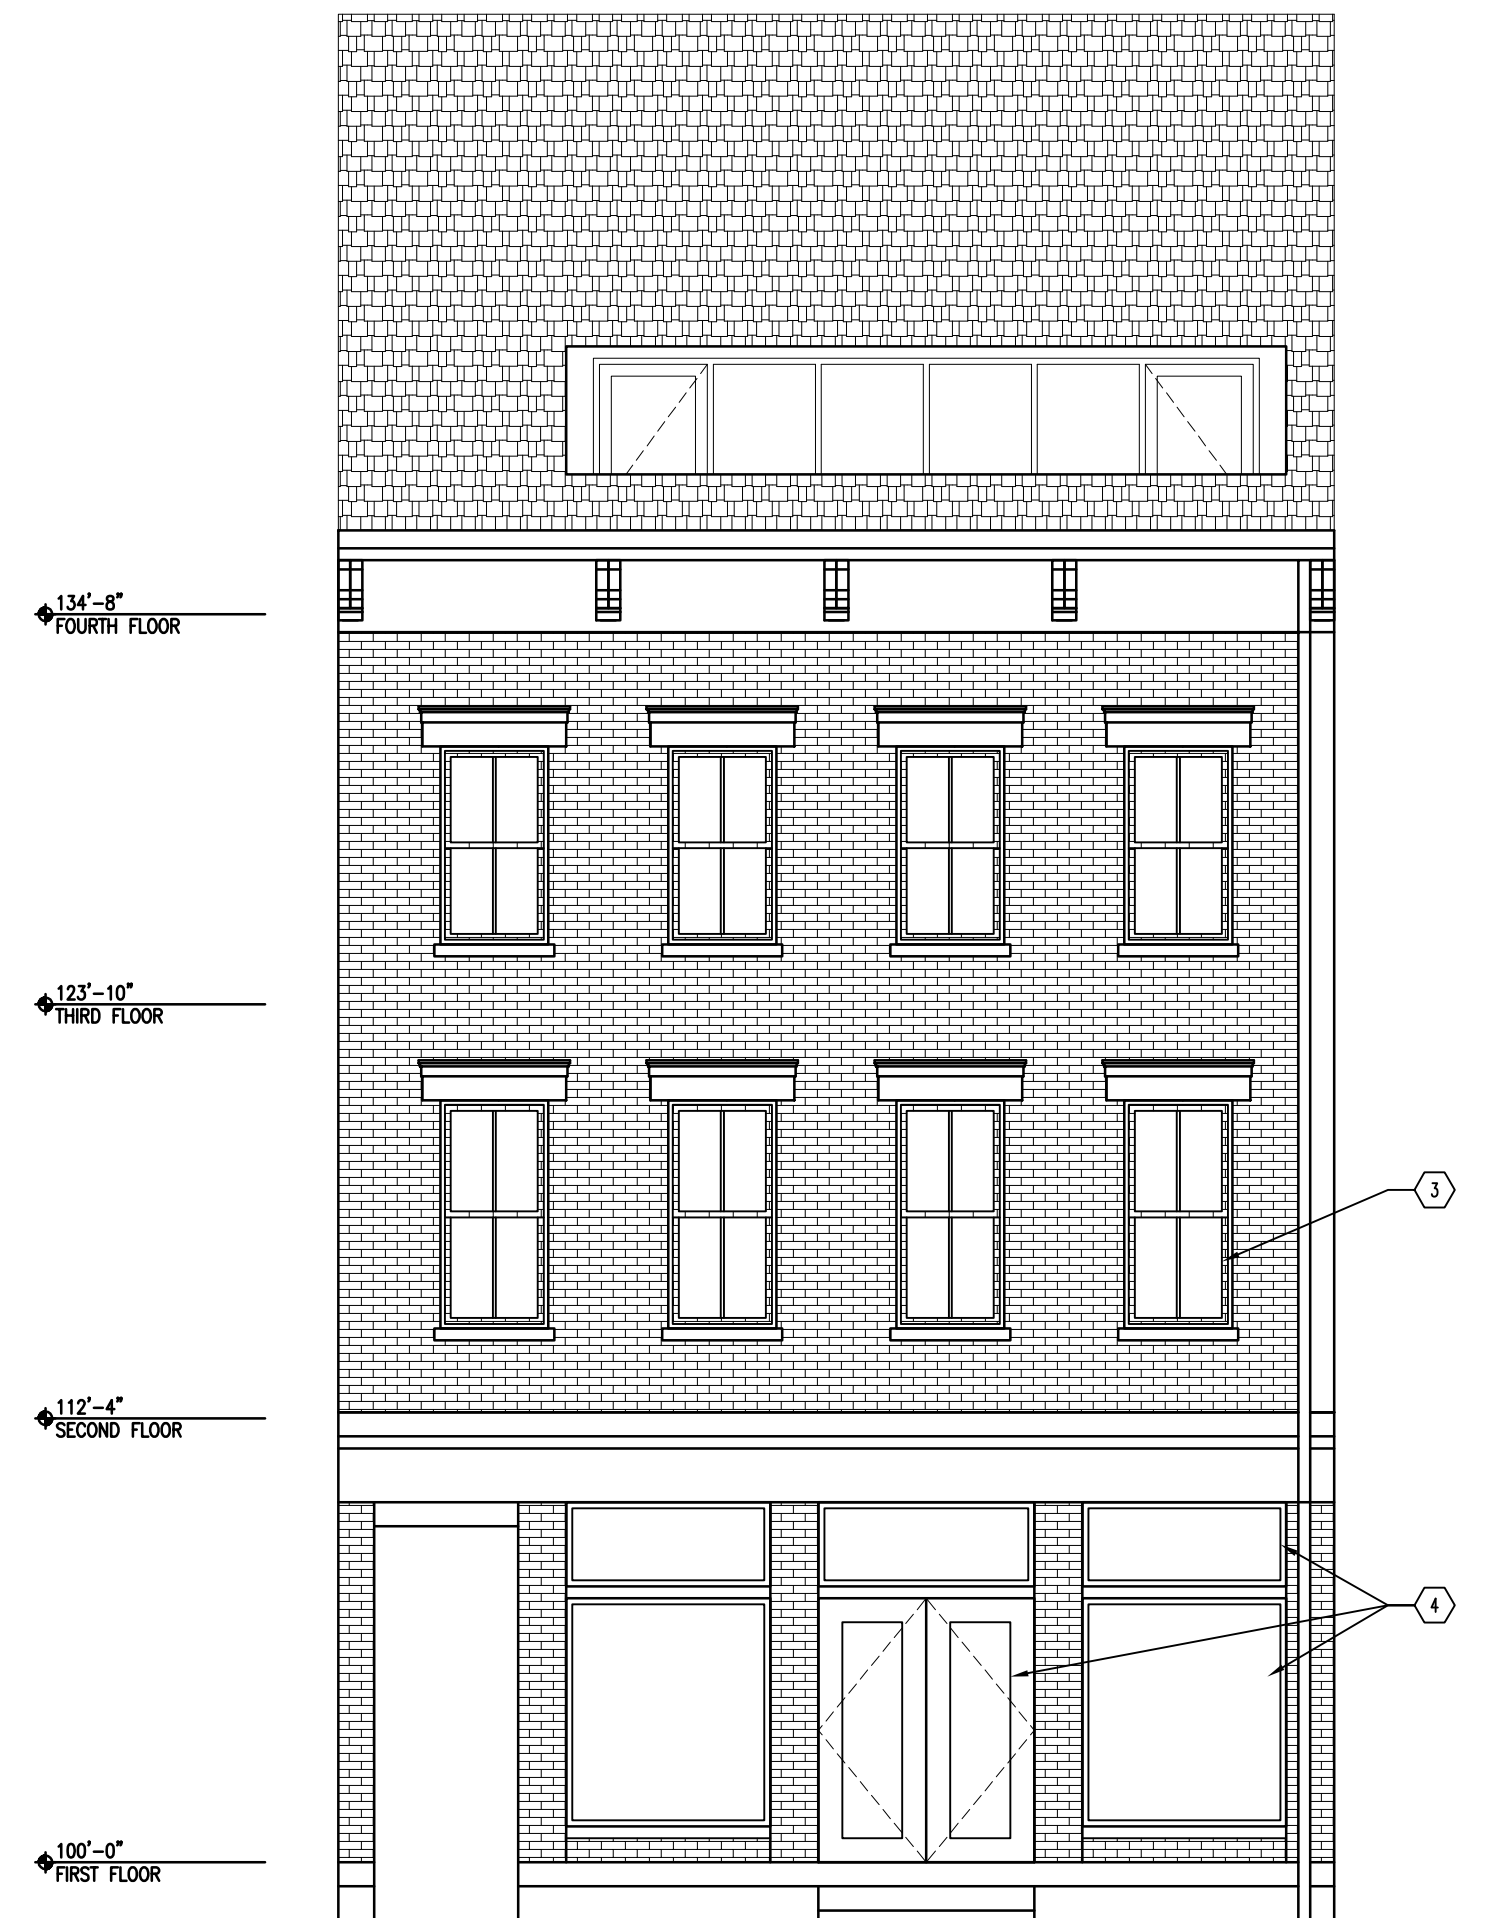 134'-8"
FOURTH FLOOR
123'-10"
THIRD FLOOR
3
112'-4"
SECOND FLOOR
4
100'-0"
FIRST FLOOR